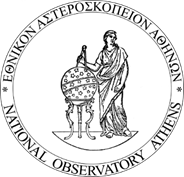 ΕΘΝΙΚΟΝ ΑΣΤΕΡΟΣΚΟΠΕΙΟΝ ΑΘΗΝΩΝ
NATIONAL OBSERVATORY ATHENS